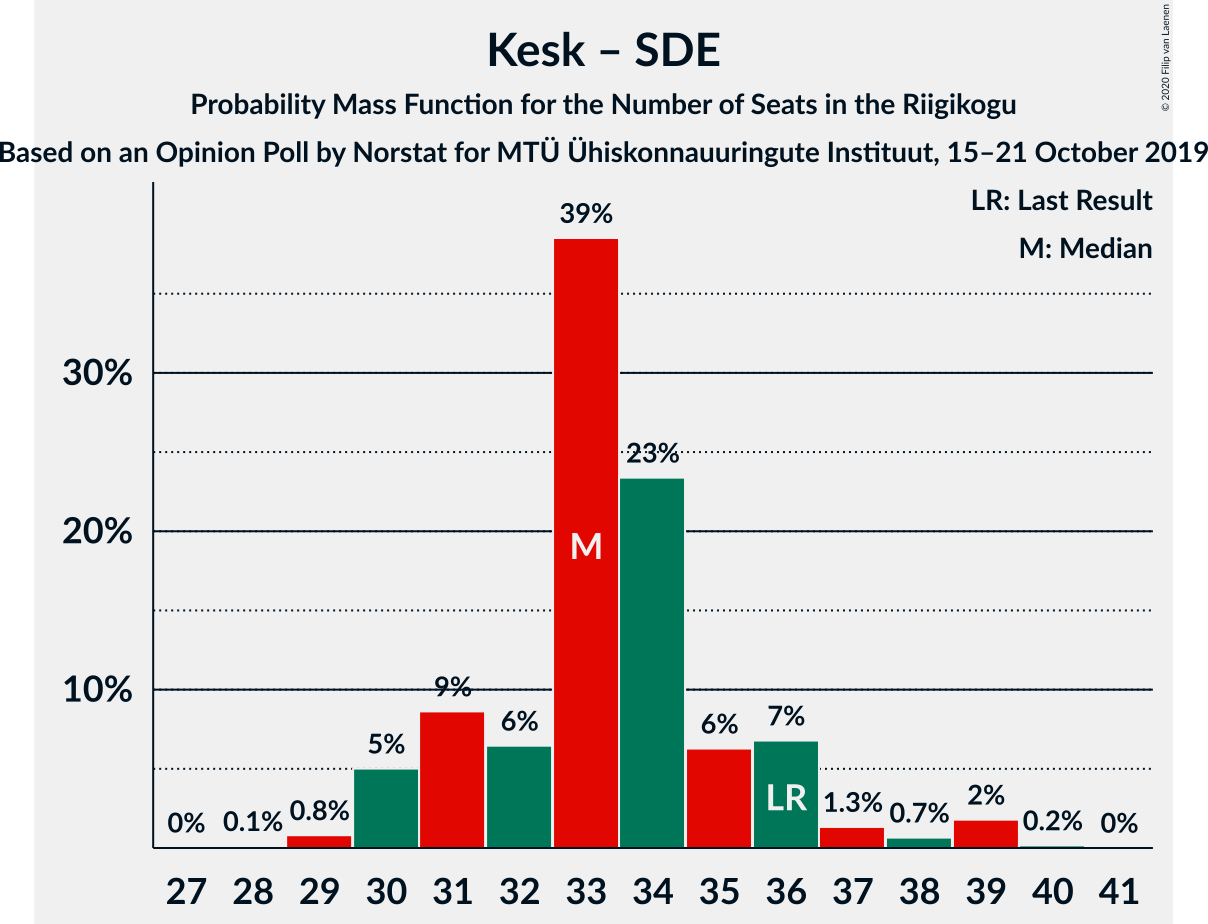 Kesk – SDE
Probability Mass Function for the Number of Seats in the Riigikogu
Based on an Opinion Poll by Norstat for MTÜ Ühiskonnauuringute Instituut, 15–21 October 2019
© 2020 Filip van Laenen
LR: Last Result
M: Median
30%
20%
10%
0% 0.1% 0.8% 5% 9% 6% 39% 23% 6% 7% 1.3% 0.7% 2% 0.2% 0%
M
LR
27 28 29 30 31 32 33 34 35 36 37 38 39 40 41